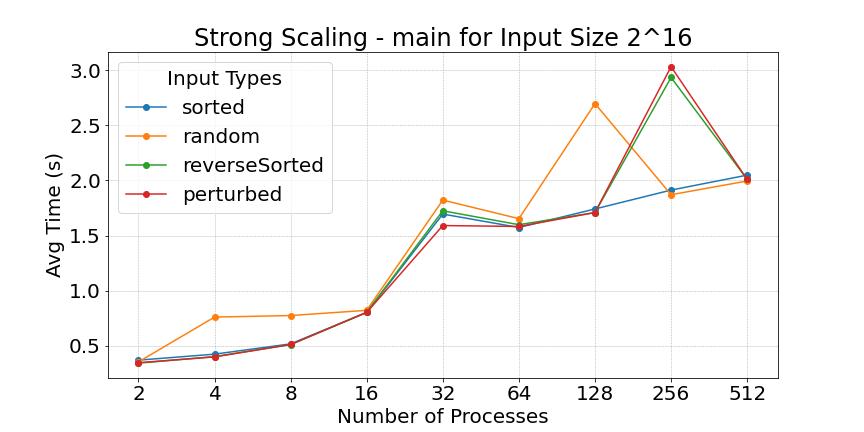 Strong Scaling - main for Input Size 2^16
Input Types
sorted
random
reverseSorted
perturbed
Avg Time (s)
3.0
2.5
2.0
1.5
1.0
0.5
2 4 8 16 32 64 128 256 512
Number of Processes